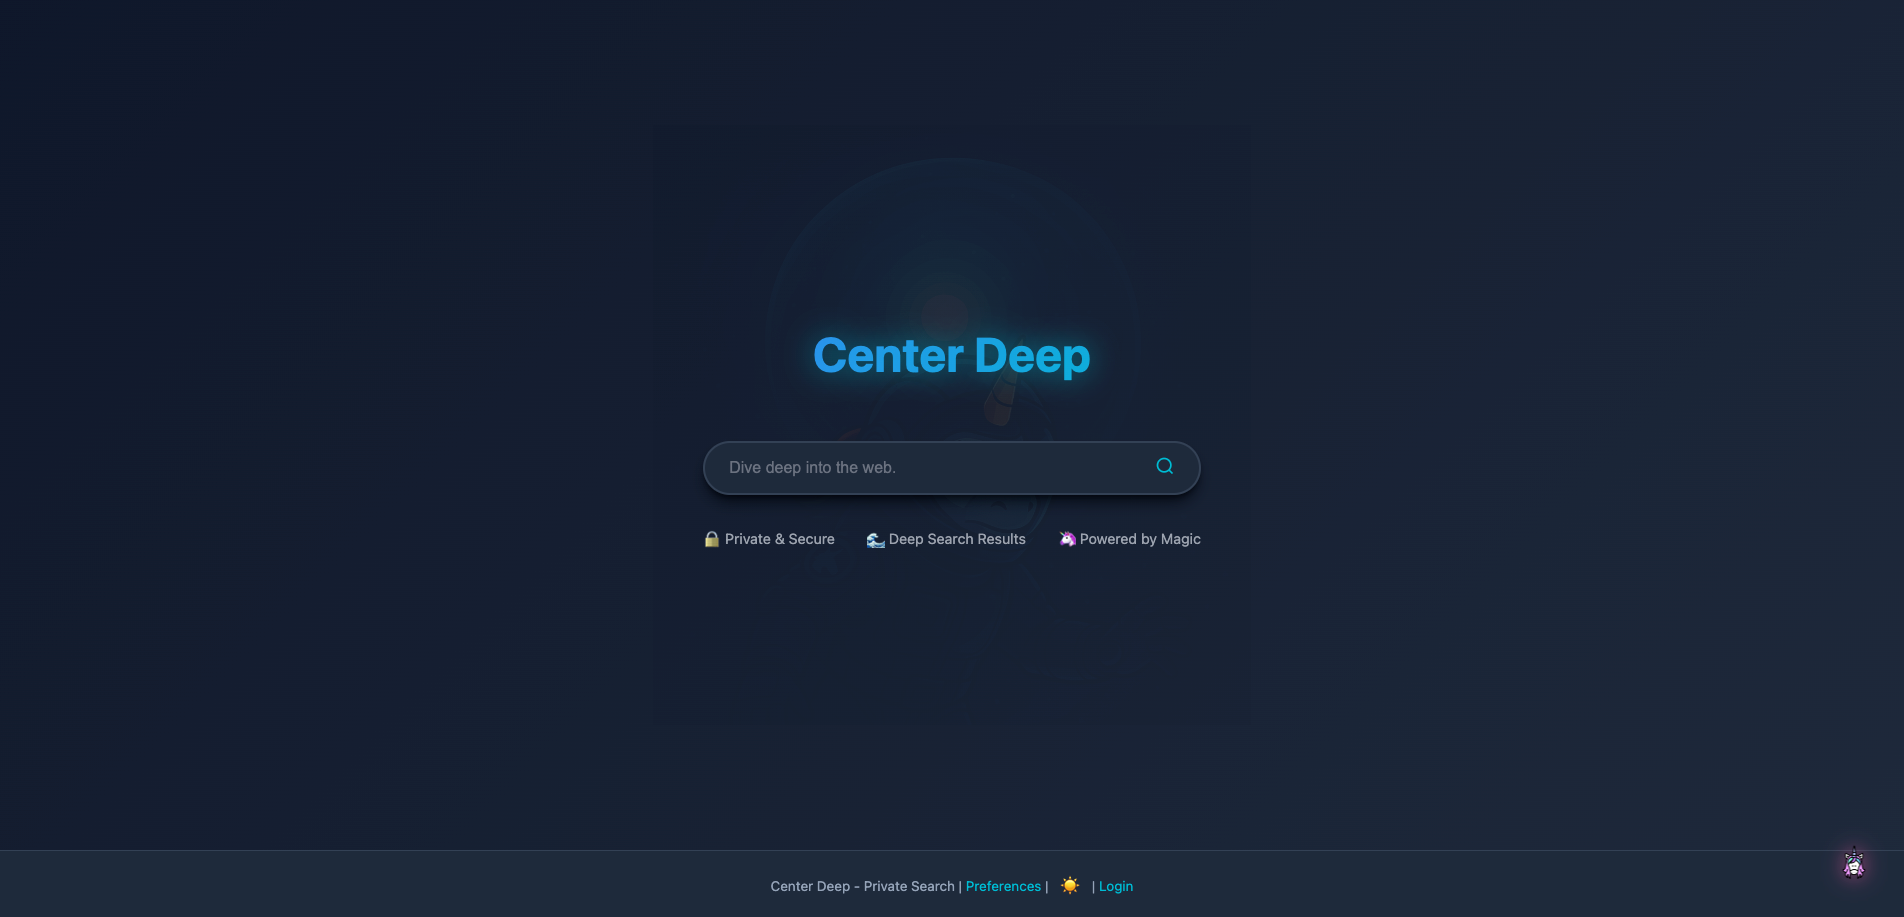 Center Deep
Dive deep into the web.
🔒 Private & Secure 🌊 Deep Search Results 🦄 Powered by Magic
Center Deep - Private Search | Preferences | ☀️ | Login